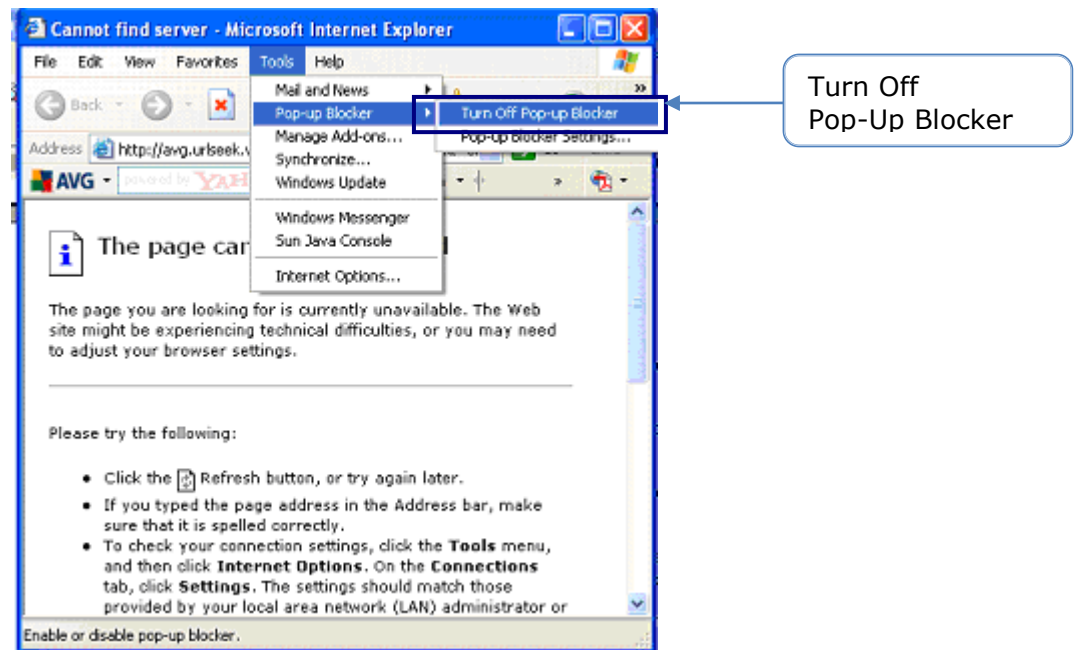 Cannot find server - Microsoft Internet Explorer
File Edit View Favorites Tools Help
Back
Mail and News
Pop-up Blocker
Turn Off Pop-up Blocker
Manage Add-ons...
Pop-up Blocker Settings...
Synchronize...
Windows Update
Windows Messenger
Sun Java Console
Internet Options...
Address http://avg.urlseek.v
AVG powered by YAH
The page can
The page you are looking for is currently unavailable. The Web
site might be experiencing technical difficulties, or you may need
to adjust your browser settings.
Please try the following:
Click the Refresh button, or try again later.
If you typed the page address in the Address bar, make
sure that it is spelled correctly.
To check your connection settings, click the Tools menu,
and then click Internet Options. On the Connections
tab, click Settings. The settings should match those
provided by your local area network (LAN) administrator or
Enable or disable pop-up blocker.
Turn Off
Pop-Up Blocker